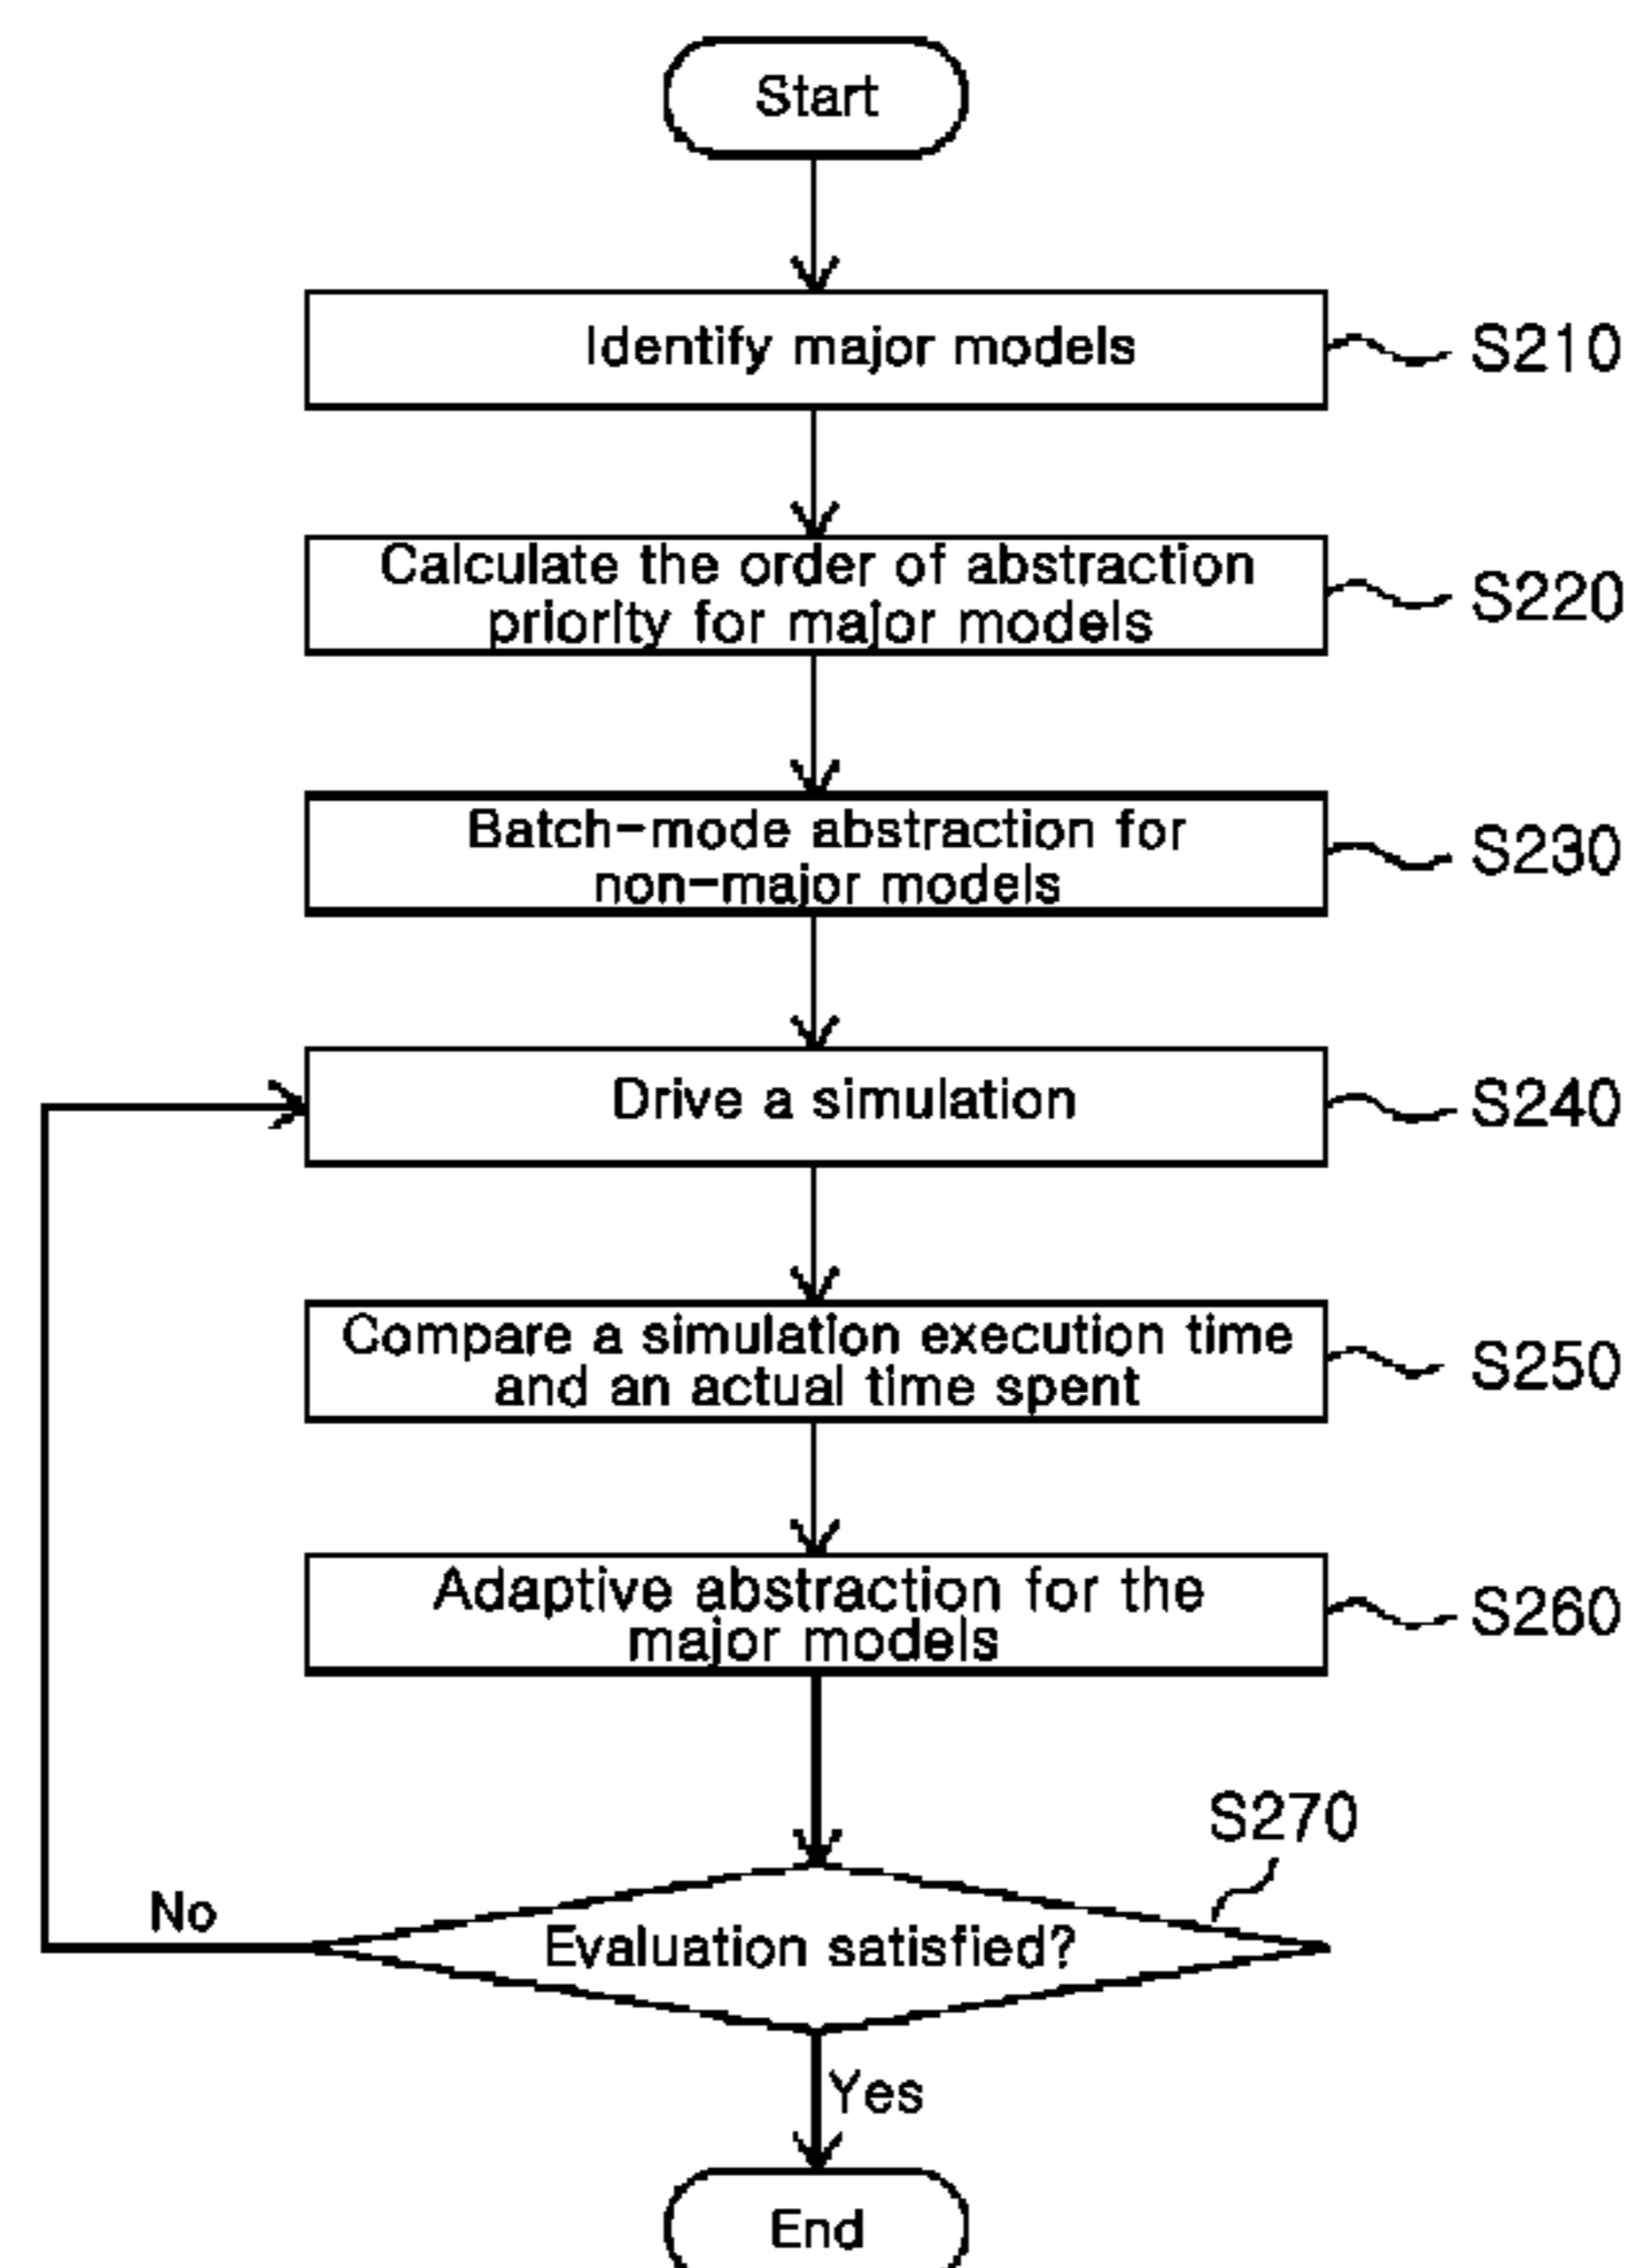 Start
Identify major models
S210
Calculate the order of abstraction
priority for major models
S220
Batch-mode abstraction for
non-major models
S230
Drive a simulation
S240
Compare a simulation execution time
and an actual time spent
S250
Adaptive abstraction for the
major models
S260
S270
No
Evaluation satisfied?
Yes
End